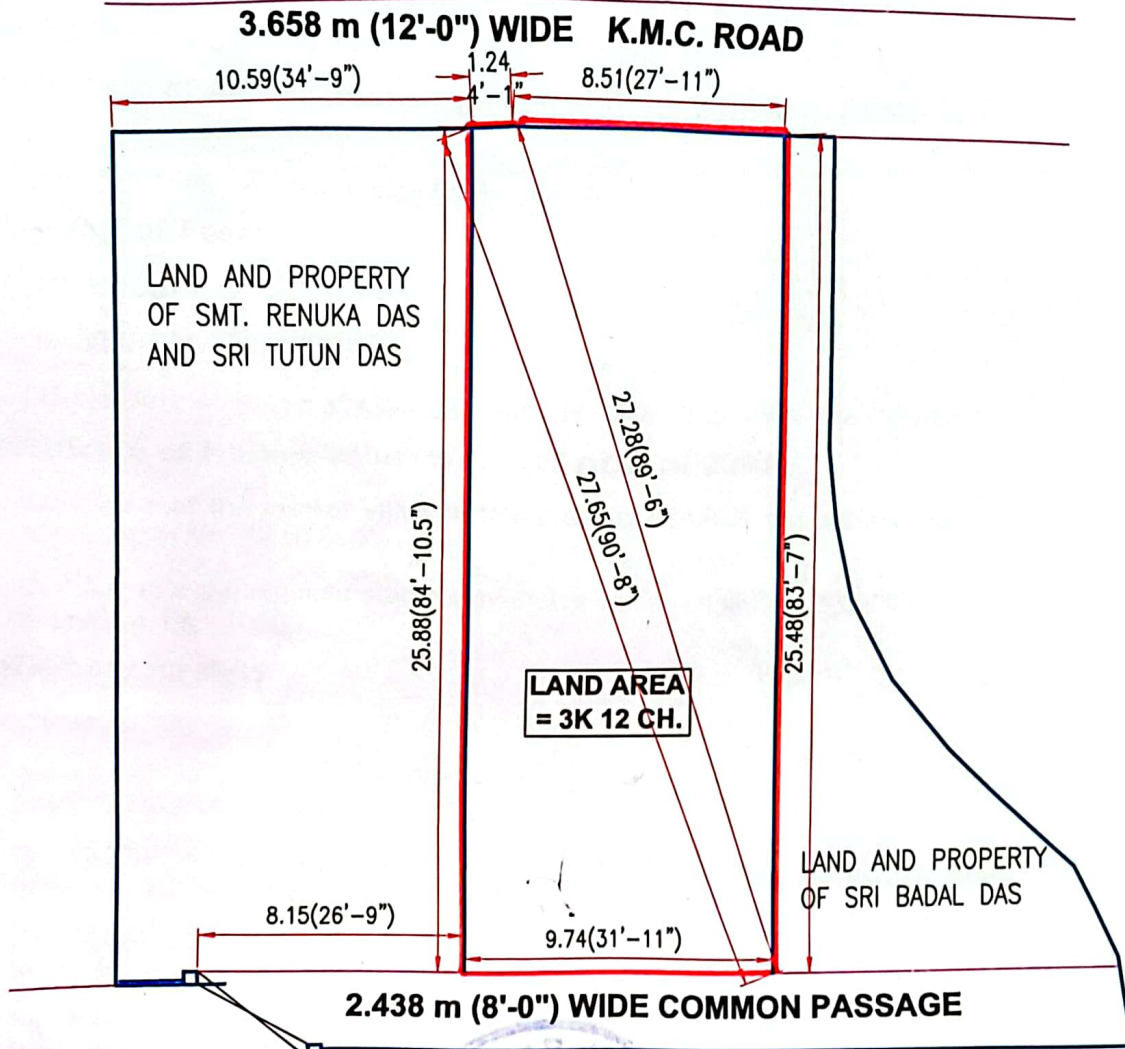 3.658 m (12'-0") WIDE K.M.C. ROAD
10.59(34'-9")
1.24
4'-1"
8.51(27'-11")
LAND AND PROPERTY
OF SMT. RENUKA DAS
AND SRI TUTUN DAS
27.28(89'-6")
27.65(90'-8")
25.88(84'-10.5")
25.48(83'-7")
LAND AREA
= 3K 12 CH.
LAND AND PROPERTY
OF SRI BADAL DAS
8.15(26'-9")
9.74(31'-11")
2.438 m (8'-0") WIDE COMMON PASSAGE